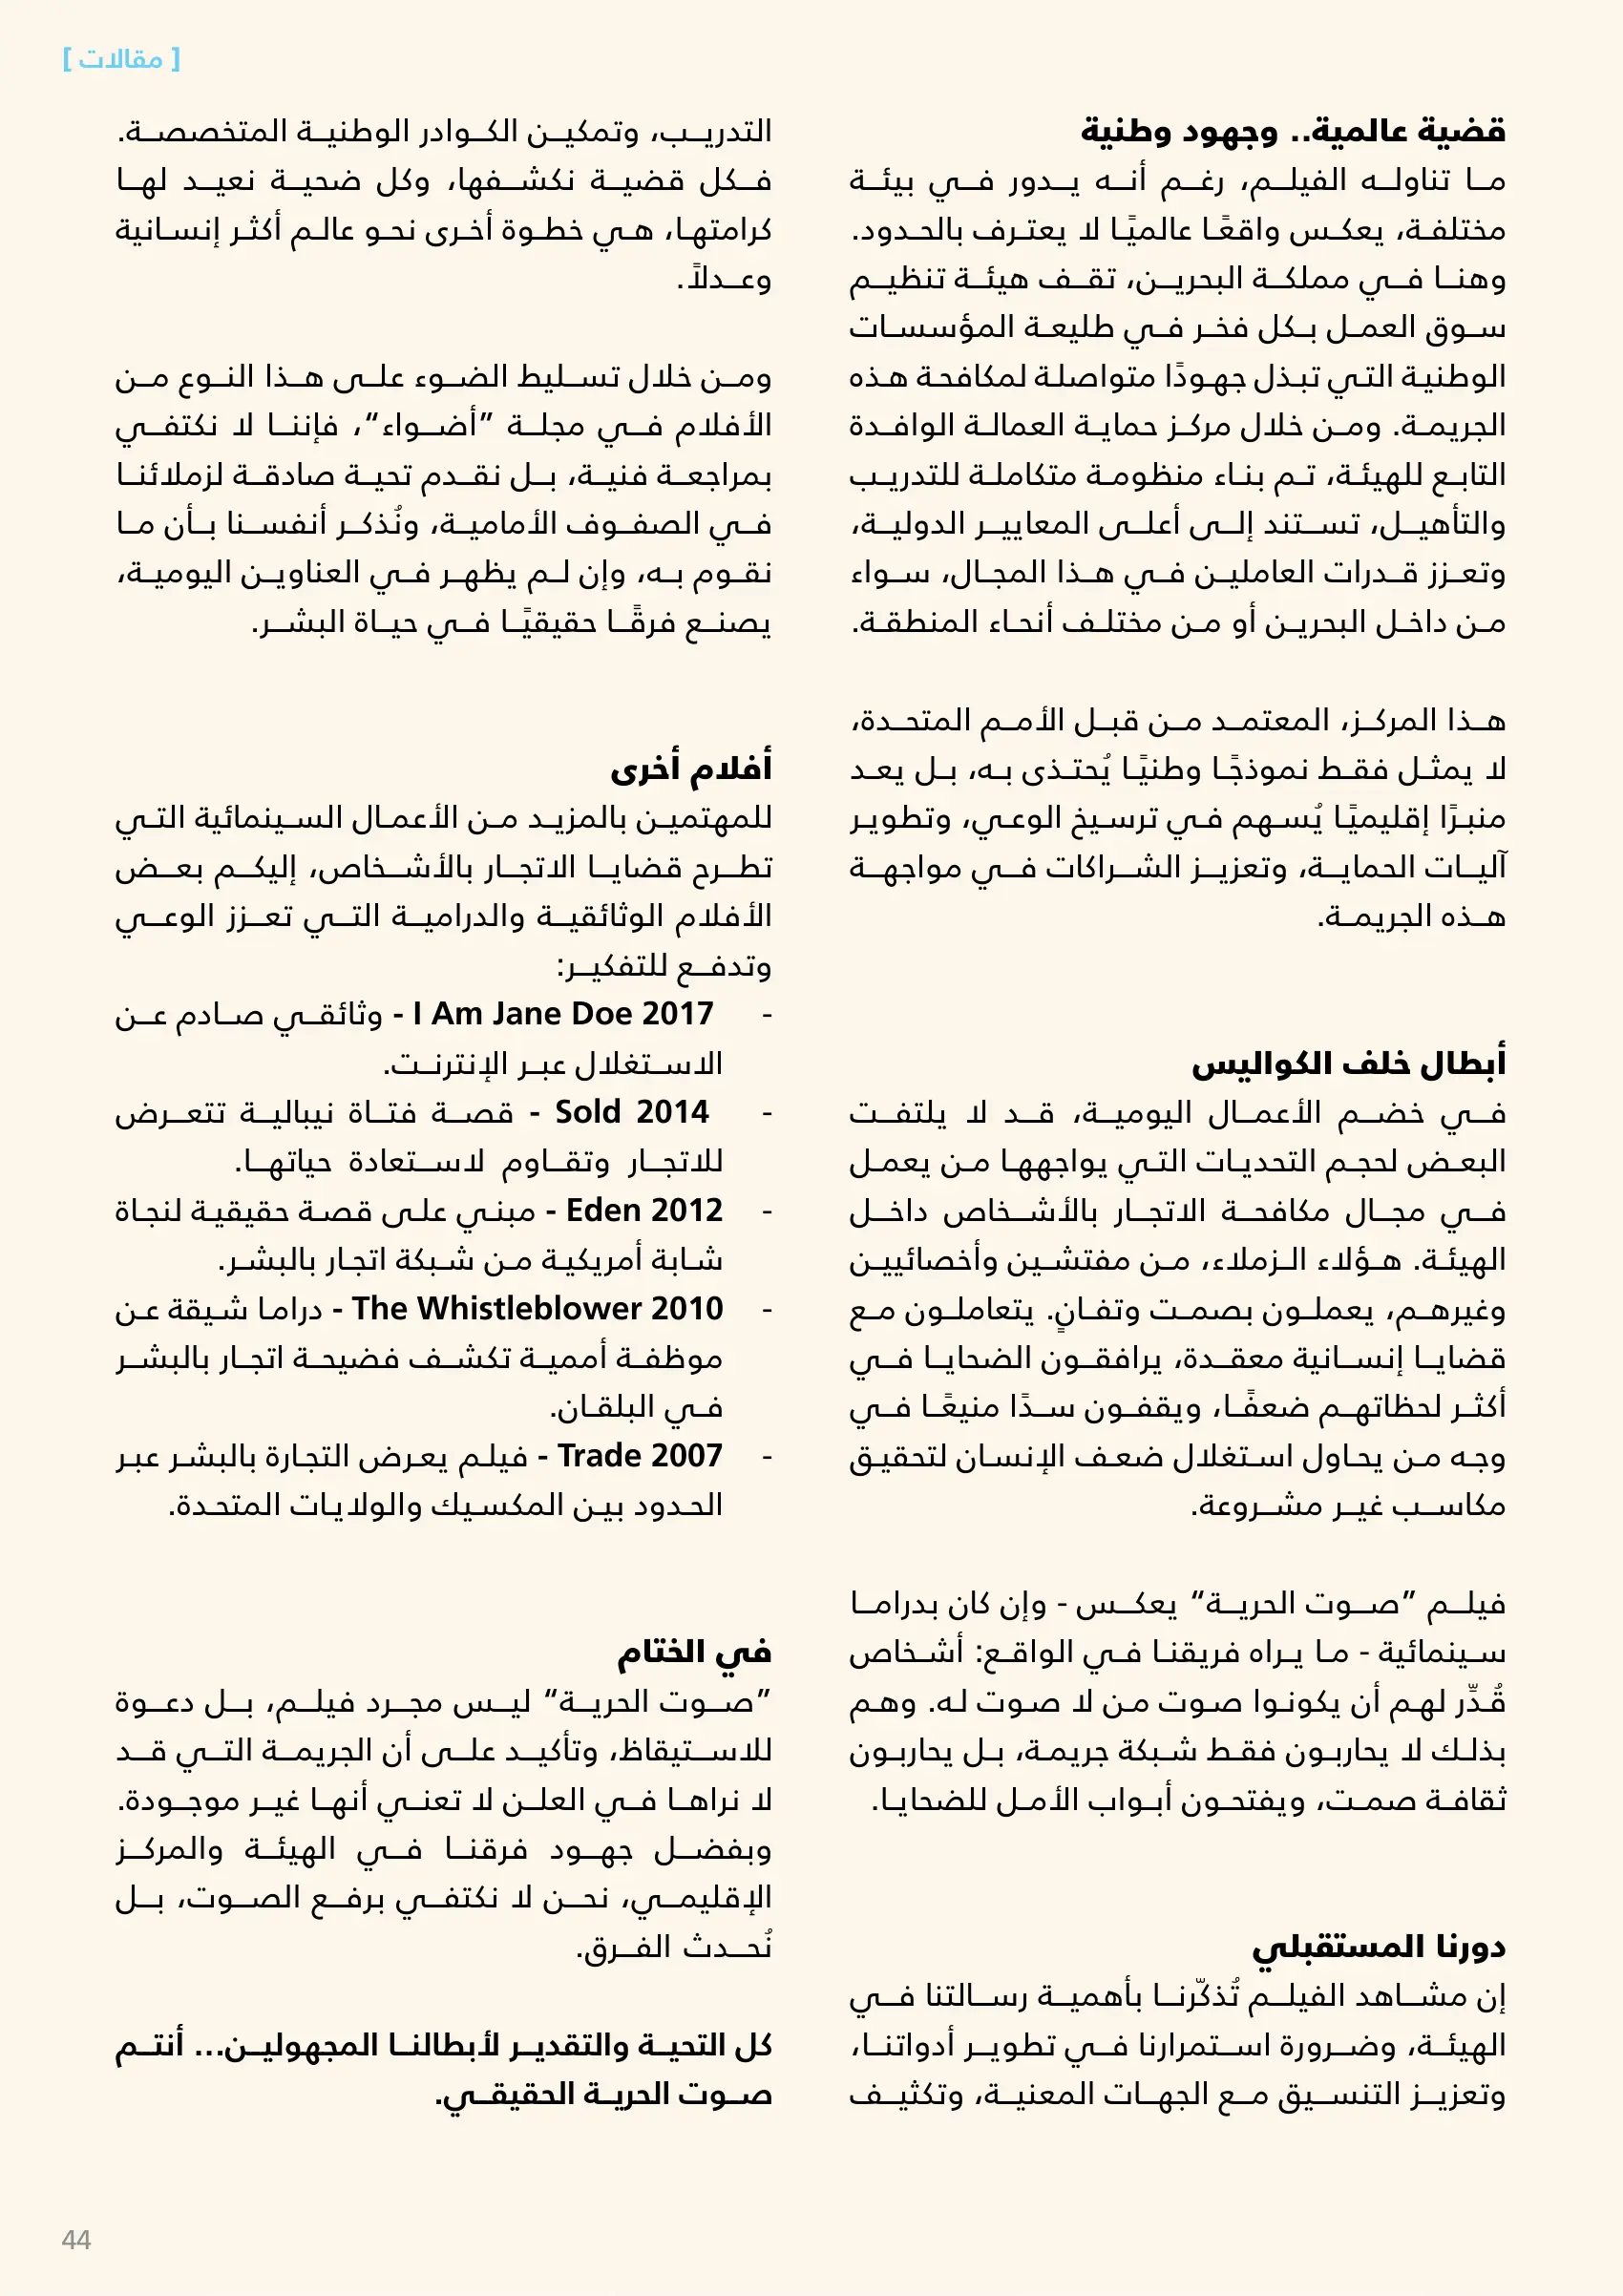 [ مقالات ]
قضية عالمية.. وجهود وطنية
ما تناوله الفيلم، رغم أنه يدور في بيئة
مختلفة، يعكس واقعًا عالميًا لا يعترف بالحدود.
وهنا في مملكة البحرين، تقف هيئة تنظيم
سوق العمل بكل فخر في طليعة المؤسسات
الوطنية التي تبذل جهودًا متواصلة لمكافحة هذه
الجريمة. ومن خلال مركز حماية العمالة الوافدة
التابع للهيئة، تم بناء منظومة متكاملة للتدريب
والتأهيل، تستند إلى أعلى المعايير الدولية،
وتعزز قدرات العاملين في هذا المجال، سواء
من داخل البحرين أو من مختلف أنحاء المنطقة.
هذا المركز، المعتمد من قبل الأمم المتحدة،
لا يمثل فقط نموذجًا وطنيًا يُحتذى به، بل يعد
منبرًا إقليميًا يُسهم في ترسيخ الوعي، وتطوير
آليات الحماية، وتعزيز الشراكات في مواجهة
هذه الجريمة.
أبطال خلف الكواليس
في خضم الأعمال اليومية، قد لا يلتفت
البعض لحجم التحديات التي يواجهها من يعمل
في مجال مكافحة الاتجار بالأشخاص داخل
الهيئة. هؤلاء الزملاء، من مفتشين وأخصائيين
وغيرهم، يعملون بصمت وتفانٍ. يتعاملون مع
قضايا إنسانية معقدة، يرافقون الضحايا في
أكثر لحظاتهم ضعفًا، ويقفون سدًا منيعًا في
وجه من يحاول استغلال ضعف الإنسان لتحقيق
مكاسب غير مشروعة.
فيلم ”صوت الحرية“ يعكس - وإن كان بدراما
سينمائية - ما يراه فريقنا في الواقع: أشخاص
قُدّر لهم أن يكونوا صوت من لا صوت له. وهم
بذلك لا يحاربون فقط شبكة جريمة، بل يحاربون
ثقافة صمت، ويفتحون أبواب الأمل للضحايا.
دورنا المستقبلي
إن مشاهد الفيلم تُذكّرنا بأهمية رسالتنا في
الهيئة، وضرورة استمرارنا في تطوير أدواتنا،
وتعزيز التنسيق مع الجهات المعنية، وتكثيف
التدريب، وتمكين الكوادر الوطنية المتخصصة.
فكل قضية نكشفها، وكل ضحية نعيد لها
كرامتها، هي خطوة أخرى نحو عالم أكثر إنسانية
وعدلاً.
ومن خلال تسليط الضوء على هذا النوع من
الأفلام في مجلة ”أضواء“، فإننا لا نكتفي
بمراجعة فنية، بل نقدم تحية صادقة لزملائنا
في الصفوف الأمامية، ونُذكر أنفسنا بأن ما
نقوم به، وإن لم يظهر في العناوين اليومية،
يصنع فرقًا حقيقيًا في حياة البشر.
أفلام أخرى
للمهتمين بالمزيد من الأعمال السينمائية التي
تطرح قضايا الاتجار بالأشخاص، إليكم بعض
الأفلام الوثائقية والدرامية التي تعزز الوعي
وتدفع للتفكير:
- I Am Jane Doe 2017 - وثائقي صادم عن
الاستغلال عبر الإنترنت.
- Sold 2014 - قصة فتاة نيبالية تتعرض
للاتجار وتقاوم لاستعادة حياتها.
- Eden 2012 - مبني على قصة حقيقية لنجاة
شابة أمريكية من شبكة اتجار بالبشر.
- The Whistleblower 2010 - دراما شيقة عن
موظفة أممية تكشف فضيحة اتجار بالبشر
في البلقان.
- Trade 2007 - فيلم يعرض التجارة بالبشر عبر
الحدود بين المكسيك والولايات المتحدة.
في الختام
”صوت الحرية“ ليس مجرد فيلم، بل دعوة
للاستيقاظ، وتأكيد على أن الجريمة التي قد
لا نراها في العلن لا تعني أنها غير موجودة.
وبفضل جهود فرقنا في الهيئة والمركز
الإقليمي، نحن لا نكتفي برفع الصوت، بل
نُحدث الفرق.
كل التحية والتقدير لأبطالنا المجهولين... أنتم
صوت الحرية الحقيقي.
44